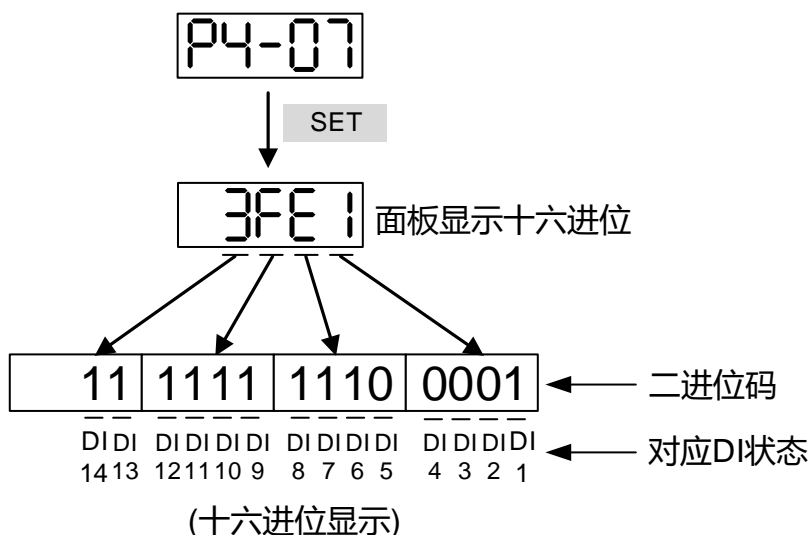 P4-07
SET
3FE1 面板显示十六进位
11 1111 1110 0001 二进位码
DI DI DI DI DI DI DI DI DI DI DI DI DI DI 对应DI状态
14 13 12 11 10 9 8 7 6 5 4 3 2 1
(十六进位显示)